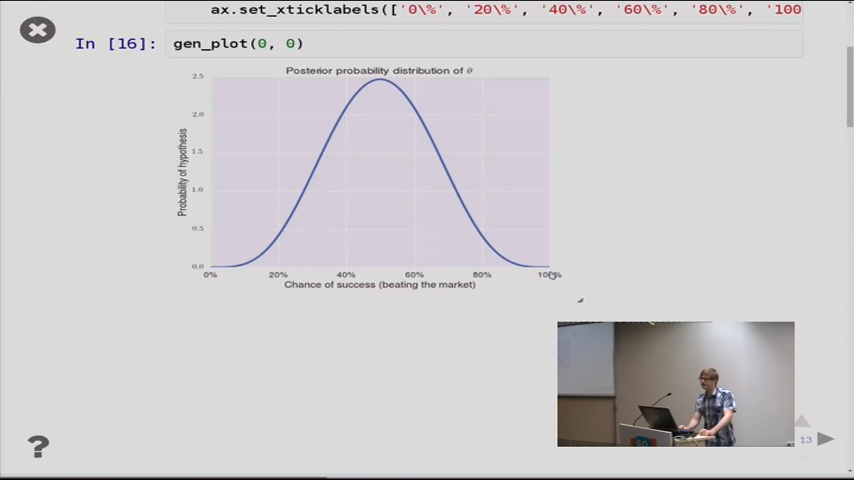 ax.set_xticklabels(['0\%', '20\%', '40\%', '60\%', '80\%', '100
In [16]: gen_plot(0, 0)
Posterior probability distribution of θ
2.5
2.0
1.5
1.0
0.5
0.0
Probability of hypothesis
0% 20% 40% 60% 80% 100%
Chance of success (beating the market)
13
?